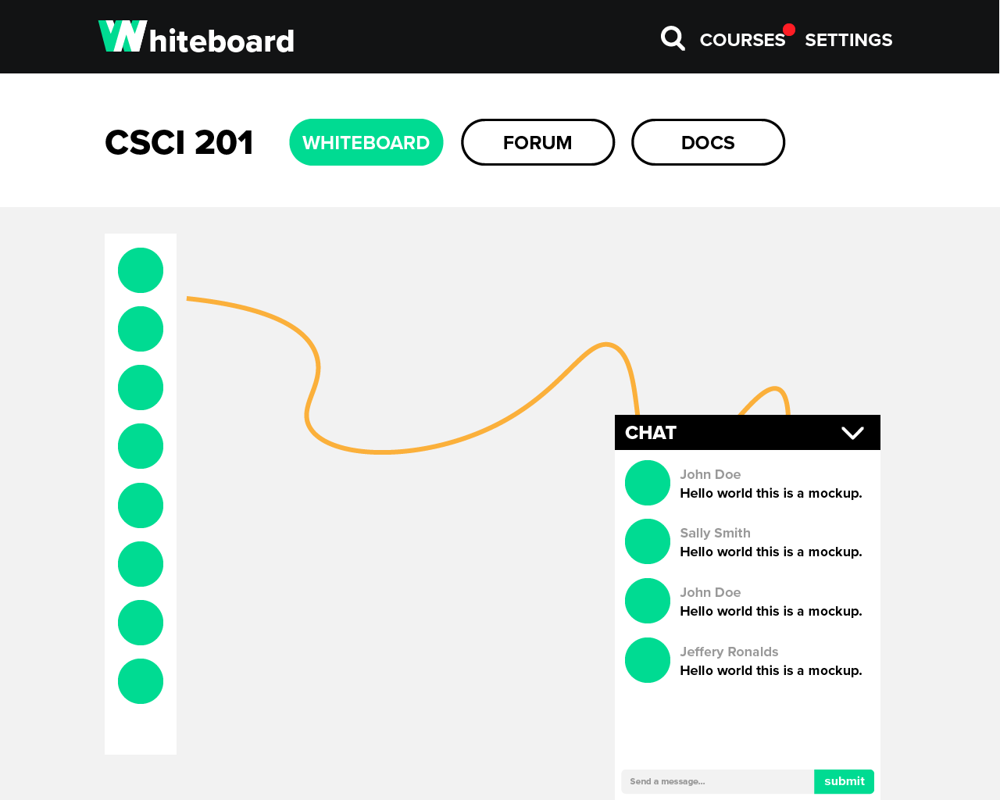 Whiteboard
COURSES
SETTINGS
CSCI 201
WHITEBOARD
FORUM
DOCS
CHAT
John Doe
Hello world this is a mockup.
Sally Smith
Hello world this is a mockup.
John Doe
Hello world this is a mockup.
Jeffery Ronalds
Hello world this is a mockup.
Send a message...
submit